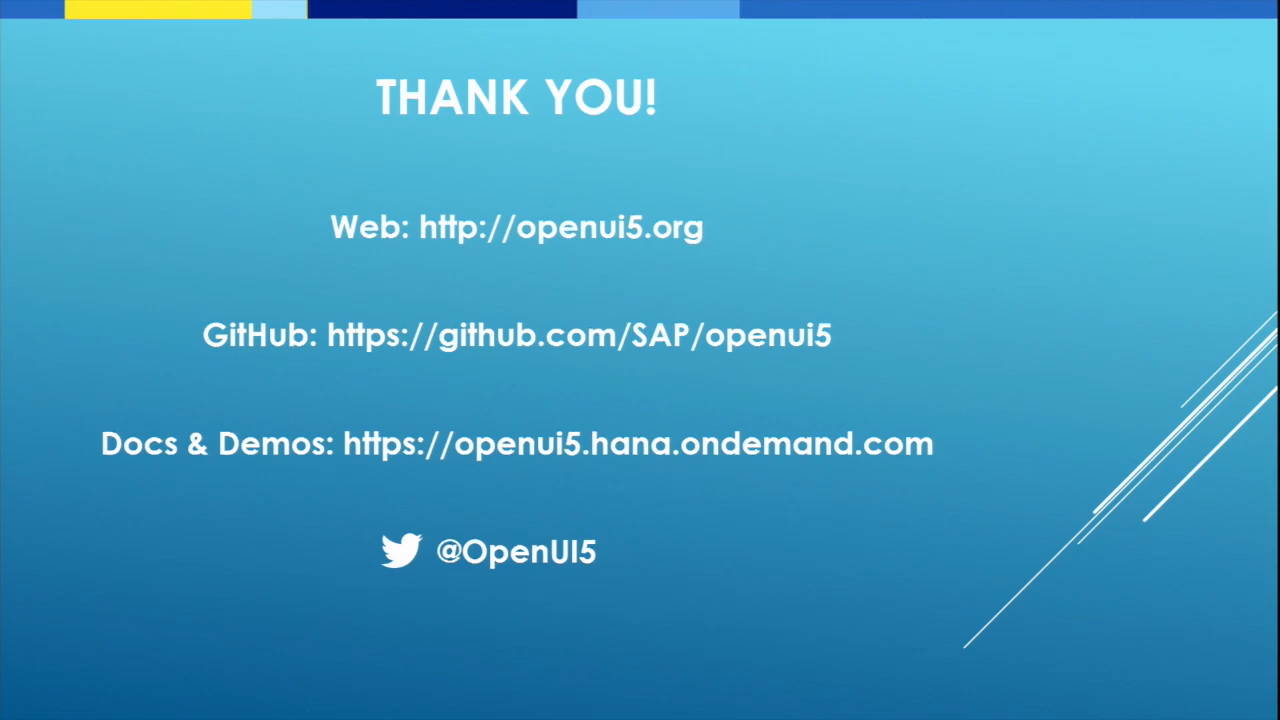 THANK YOU!
Web: http://openui5.org
GitHub: https://github.com/SAP/openui5
Docs & Demos: https://openui5.hana.ondemand.com
@OpenUI5